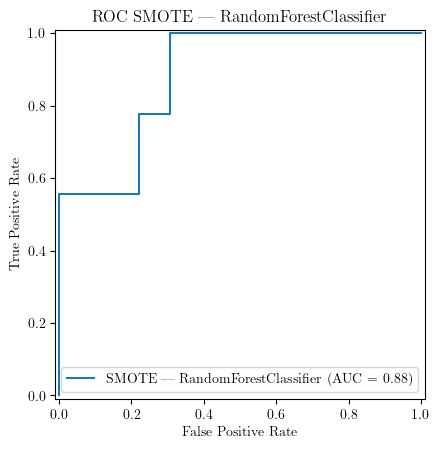 ROC SMOTE — RandomForestClassifier
True Positive Rate
1.0
0.8
0.6
0.4
0.2
0.0
SMOTE — RandomForestClassifier (AUC = 0.88)
0.0 0.2 0.4 0.6 0.8 1.0
False Positive Rate